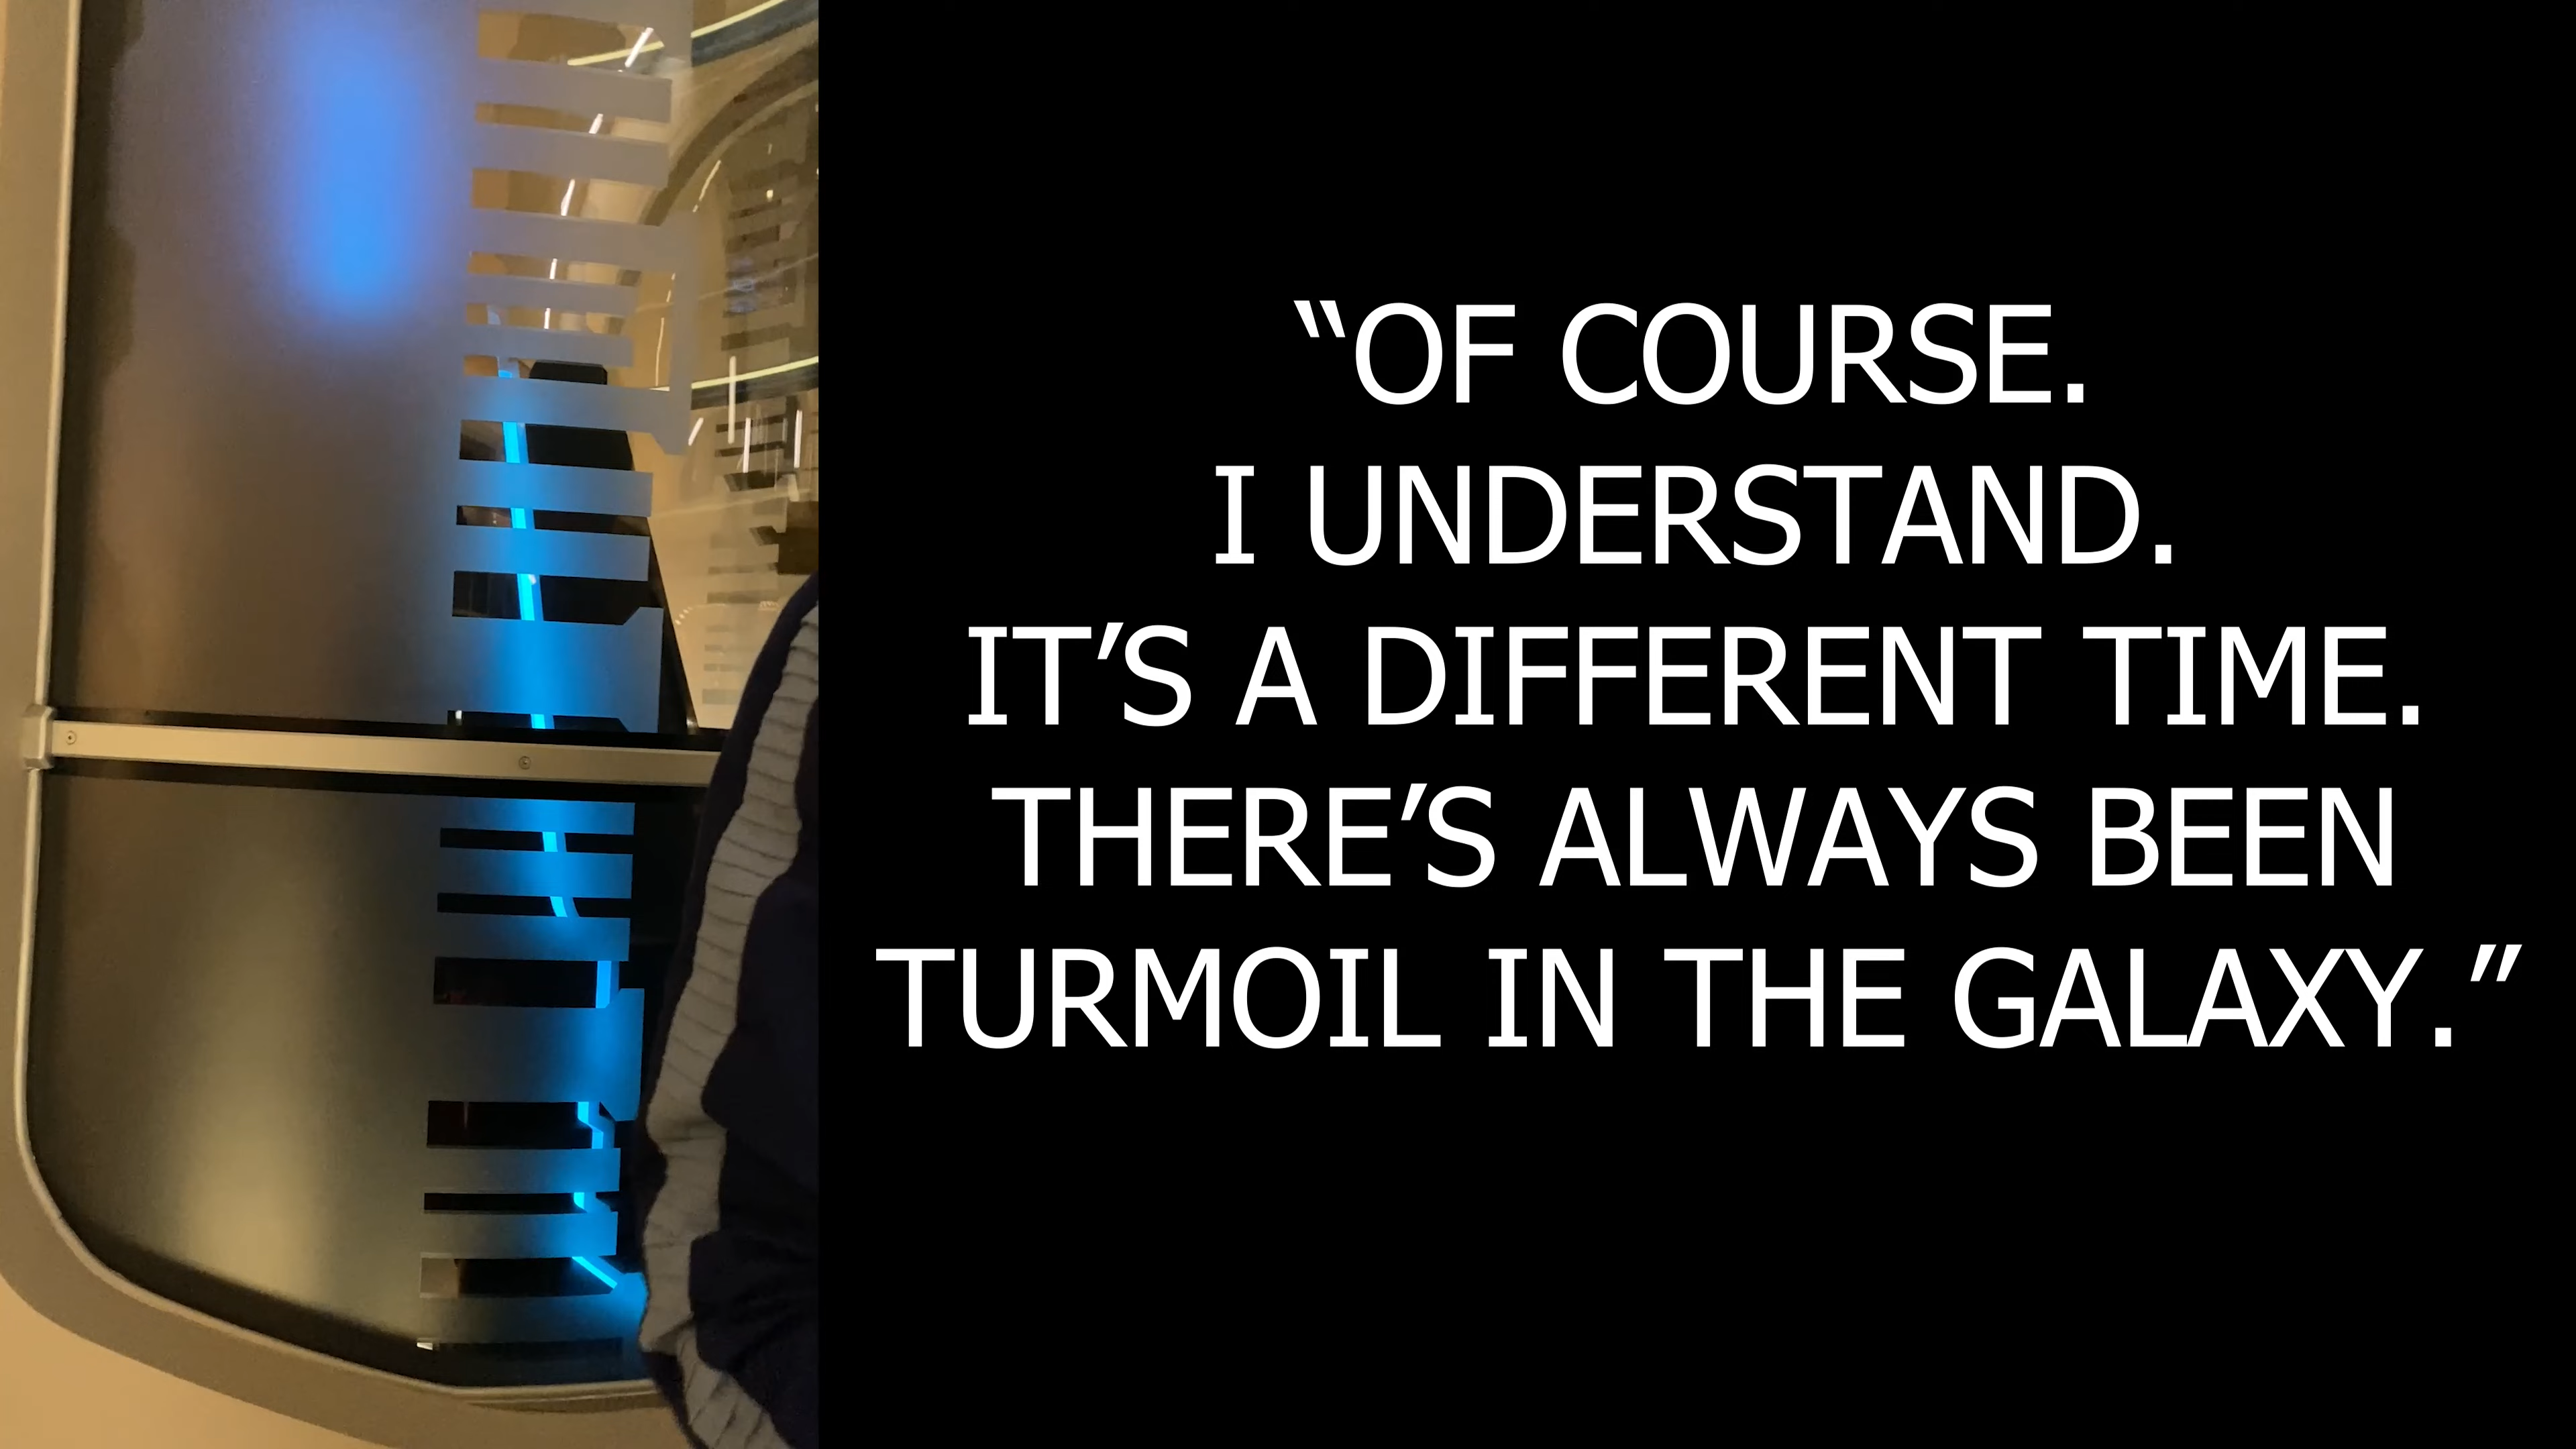 “OF COURSE.
I UNDERSTAND.
IT’S A DIFFERENT TIME.
THERE’S ALWAYS BEEN
TURMOIL IN THE GALAXY.”